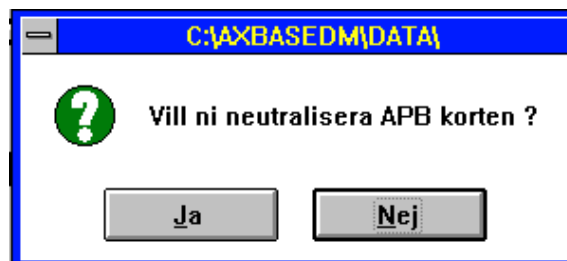 C:\AXBASEDM\DATA\
Vill ni neutralisera APB korten ?
Ja
Nej